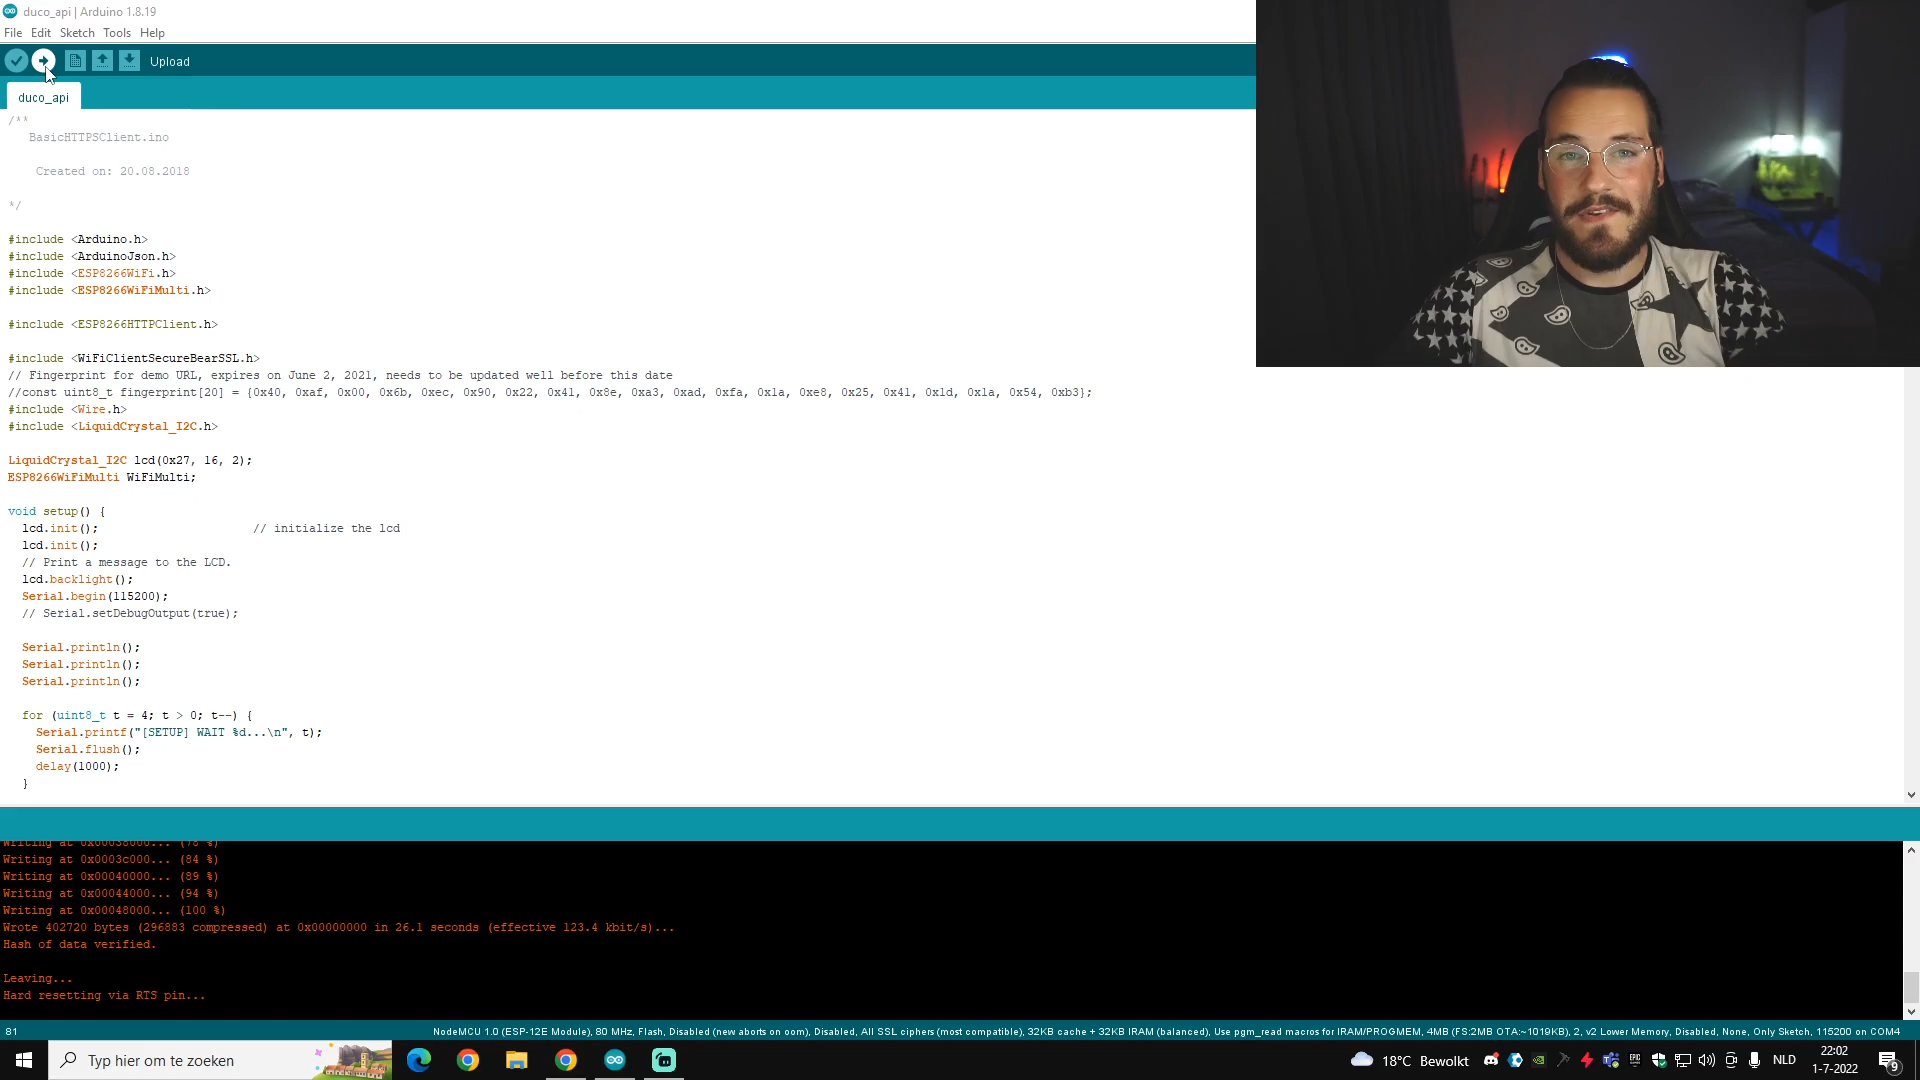 duco_api | Arduino 1.8.19
File Edit Sketch Tools Help
Upload
duco_api
/**
BasicHTTPSClient.ino
Created on: 20.08.2018
*/
#include <Arduino.h>
#include <ArduinoJson.h>
#include <ESP8266WiFi.h>
#include <ESP8266WiFiMulti.h>
#include <ESP8266HTTPClient.h>
#include <WiFiClientSecureBearSSL.h>
// Fingerprint for demo URL, expires on June 2, 2021, needs to be updated well before this date
//const uint8_t fingerprint[20] = {0x40, 0xaf, 0x00, 0x6b, 0xec, 0x90, 0x22, 0x41, 0x8e, 0xa3, 0xad, 0xfa, 0x1a, 0xe8, 0x25, 0x41, 0x1d, 0x1a, 0x54, 0xb3};
#include <Wire.h>
#include <LiquidCrystal_I2C.h>
LiquidCrystal_I2C lcd(0x27, 16, 2);
ESP8266WiFiMulti WiFiMulti;
void setup() {
lcd.init(); // initialize the lcd
lcd.init();
// Print a message to the LCD.
lcd.backlight();
Serial.begin(115200);
// Serial.setDebugOutput(true);
Serial.println();
Serial.println();
Serial.println();
for (uint8_t t = 4; t > 0; t--) {
Serial.printf("[SETUP] WAIT %d...\n", t);
Serial.flush();
delay(1000);
}
Writing at 0x00038000... (78 %)
Writing at 0x0003c000... (84 %)
Writing at 0x00040000... (89 %)
Writing at 0x00044000... (94 %)
Writing at 0x00048000... (100 %)
Wrote 402720 bytes (296883 compressed) at 0x00000000 in 26.1 seconds (effective 123.4 kbit/s)...
Hash of data verified.
Leaving...
Hard resetting via RTS pin...
81 NodeMCU 1.0 (ESP-12E Module), 80 MHz, Flash, Disabled (new aborts on oom), Disabled, All SSL ciphers (most compatible), 32KB cache + 32KB IRAM (balanced), Use pgm_read macros for IRAM/PROGMEM, 4MB (FS:2MB OTA:~1019KB), 2, v2 Lower Memory, Disabled, None, Only Sketch, 115200 on COM4
Typ hier om te zoeken
18°C Bewolkt
NLD
22:02
1-7-2022
9